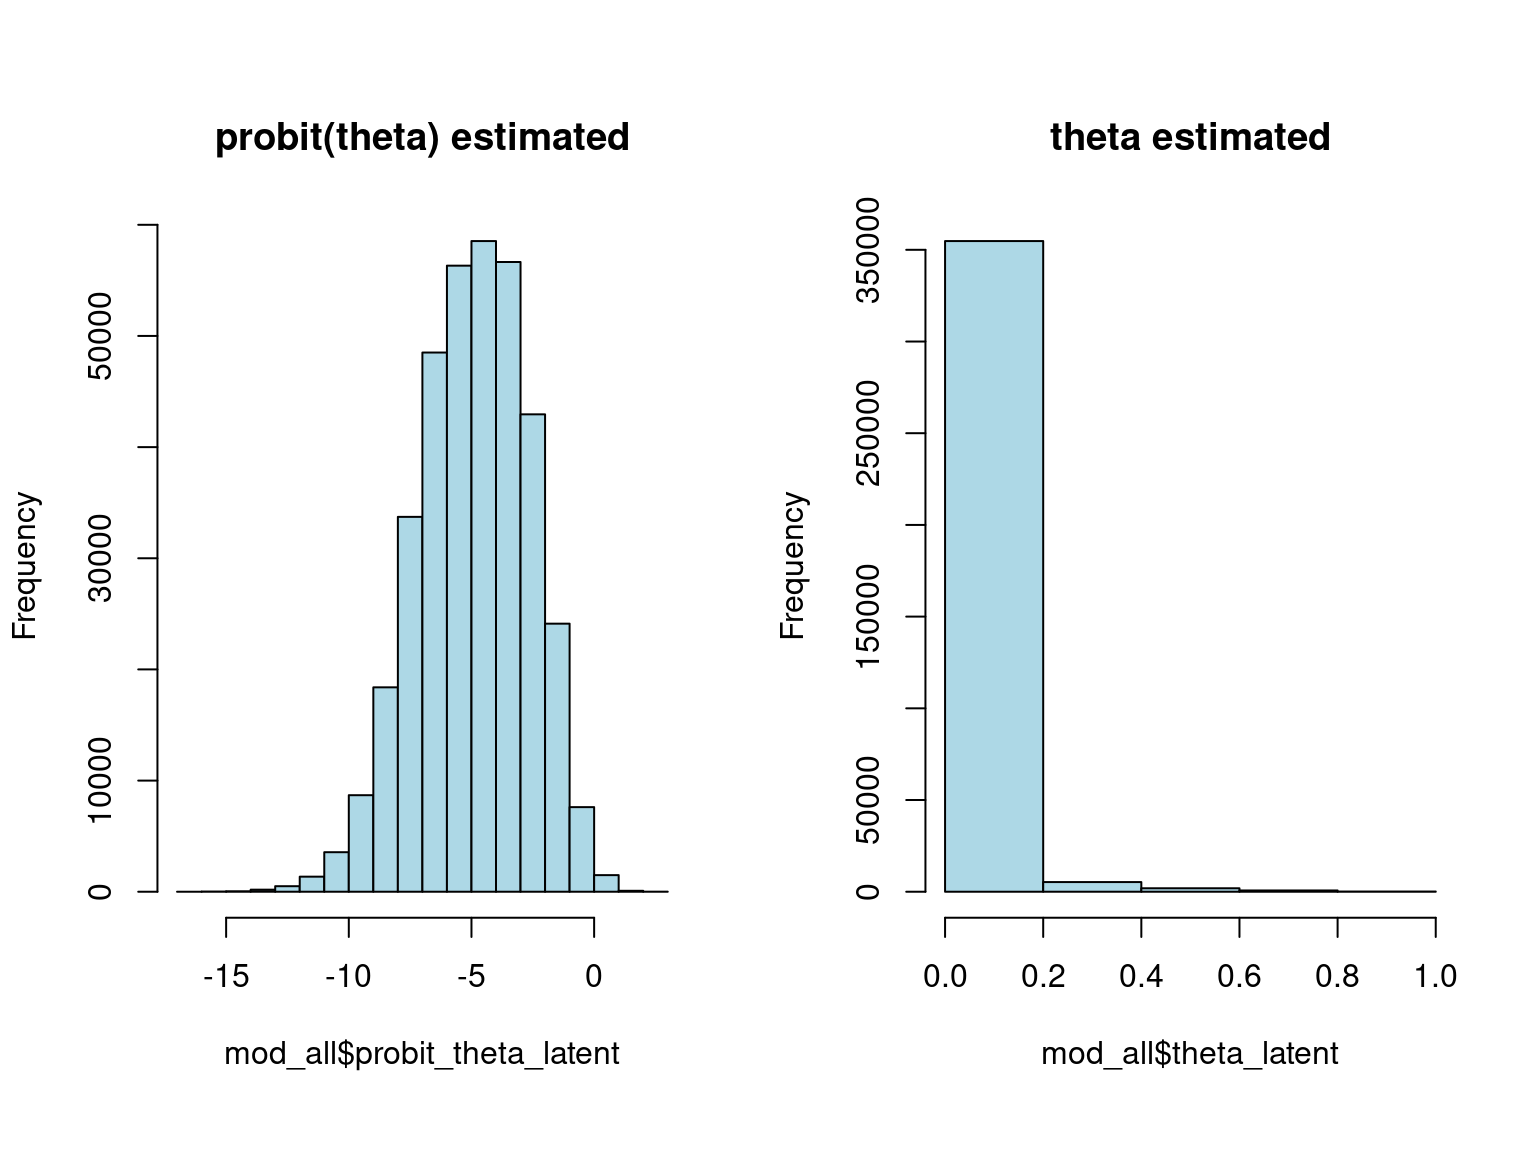 probit(theta) estimated
Frequency
0
10000
30000
50000
-15 -10 -5 0
mod_all$probit_theta_latent
theta estimated
Frequency
0
50000
150000
250000
350000
0.0 0.2 0.4 0.6 0.8 1.0
mod_all$theta_latent